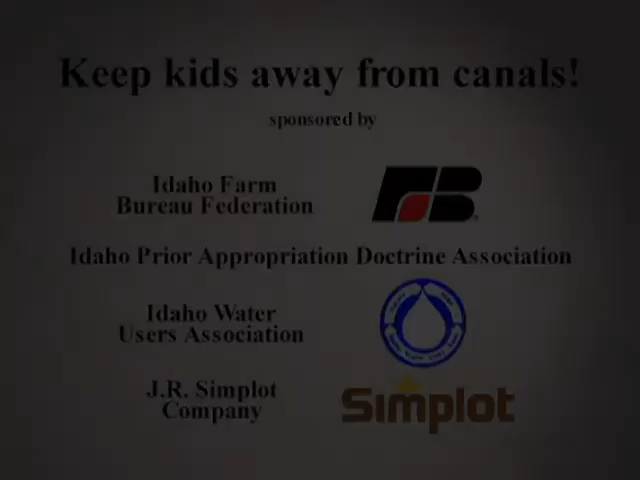 Keep kids away from canals!
sponsored by
Idaho Farm
Bureau Federation
FB
Idaho Prior Appropriation Doctrine Association
Idaho Water
Users Association
J.R. Simplot
Company
Simplot